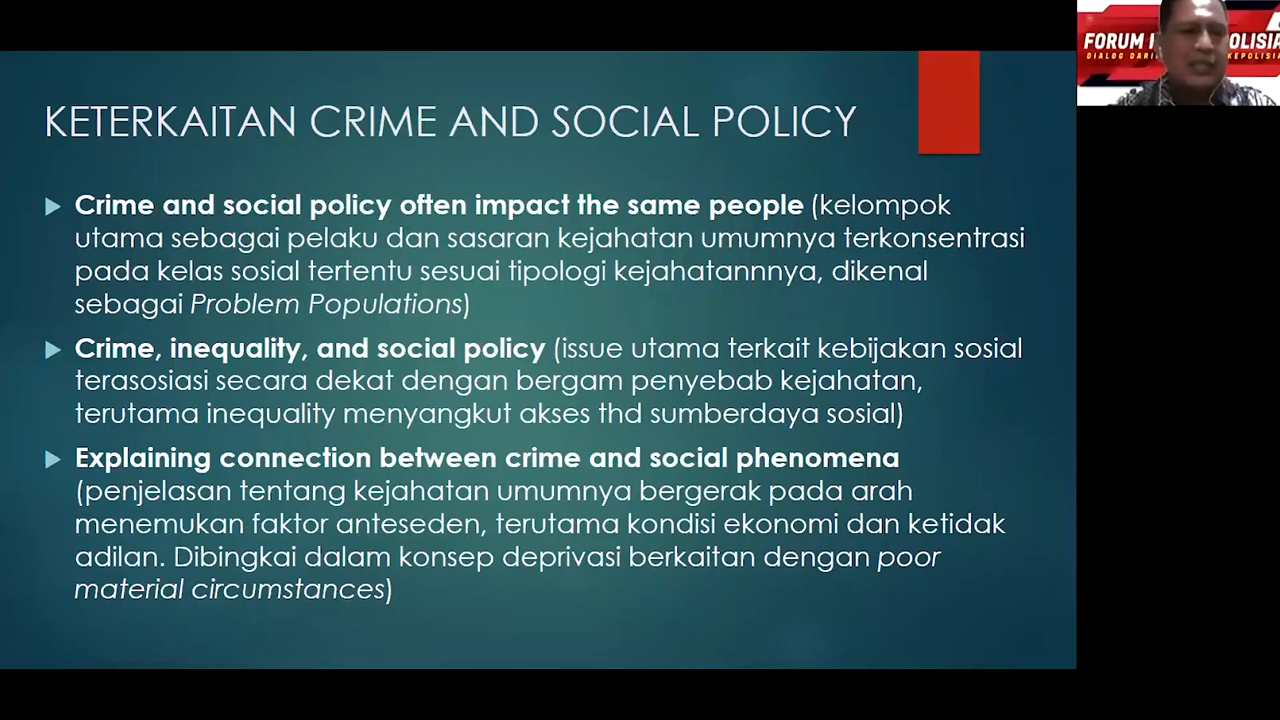 KETERKAITAN CRIME AND SOCIAL POLICY
Crime and social policy often impact the same people (kelompok
utama sebagai pelaku dan sasaran kejahatan umumnya terkonsentrasi
pada kelas sosial tertentu sesuai tipologi kejahatannnya, dikenal
sebagai Problem Populations)
Crime, inequality, and social policy (issue utama terkait kebijakan sosial
terasosiasi secara dekat dengan bergam penyebab kejahatan,
terutama inequality menyangkut akses thd sumberdaya sosial)
Explaining connection between crime and social phenomena
(penjelasan tentang kejahatan umumnya bergerak pada arah
menemukan faktor anteseden, terutama kondisi ekonomi dan ketidak
adilan. Dibingkai dalam konsep deprivasi berkaitan dengan poor
material circumstances)
FORUM
DIALOG DARI